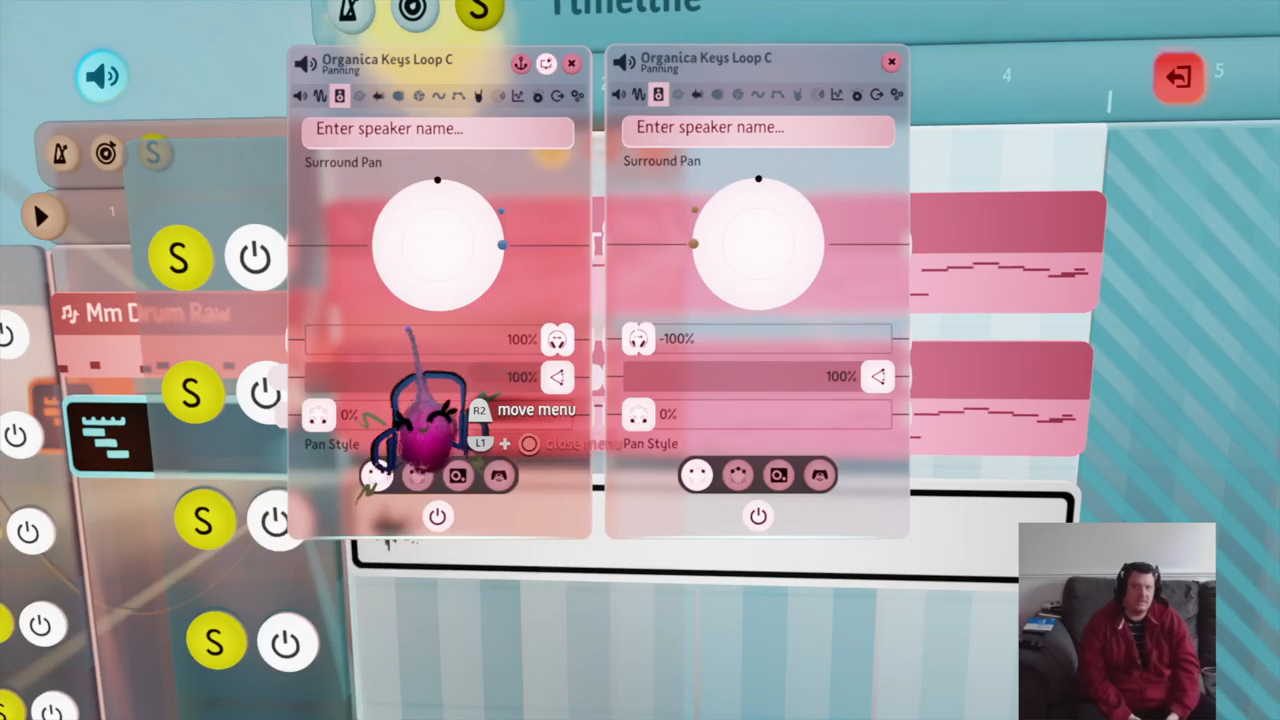 Timeline
S
Organica Keys Loop C
Panning
Enter speaker name...
Surround Pan
100%
100%
0%
R2 move menu
L1 + close menu
Pan Style
Organica Keys Loop C
Panning
Enter speaker name...
Surround Pan
-100%
100%
0%
Pan Style
4
5
S
1
S
Mm Drum Raw
S
S
S